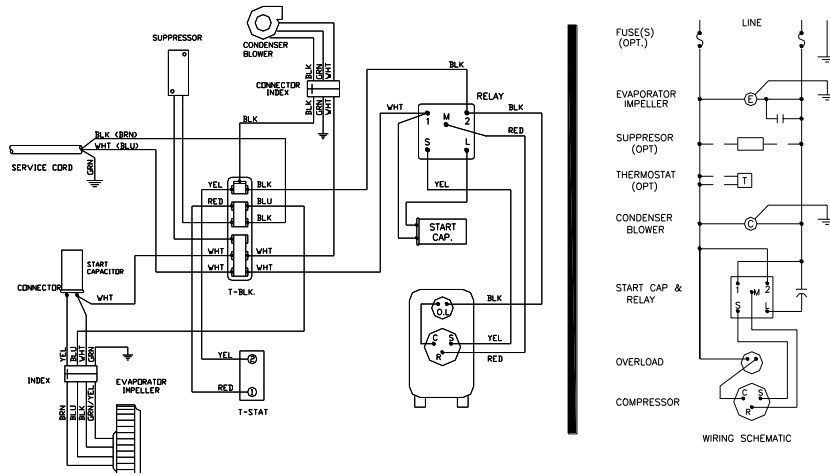 SUPPRESSOR
CONDENSER
BLOWER
BLK
GRN
WHT
CONNECTOR
INDEX
BLK
GRN
WHT
BLK
BLK
RELAY
WHT
BLK
1
M
2
RED
S
L
YEL
BLK (BRN)
WHT (BLU)
SERVICE CORD
GRN
YEL
BLK
RED
BLU
BLK
WHT
WHT
WHT
WHT
T-BLK.
START
CAP.
START
CAPACITOR
CONNECTOR
WHT
YEL
BLU
WHT
GRN
INDEX
EVAPORATOR
IMPELLER
BRN
BLU
BLK
GRN/YEL
YEL
2
RED
1
T-STAT
O.L
BLK
C
S
YEL
R
RED
FUSE(S)
(OPT.)
LINE
EVAPORATOR
IMPELLER
E
SUPPRESOR
(OPT)
THERMOSTAT
(OPT)
T
CONDENSER
BLOWER
C
START CAP &
RELAY
1
2
M
S
L
OVERLOAD
COMPRESSOR
C
S
R
WIRING SCHEMATIC